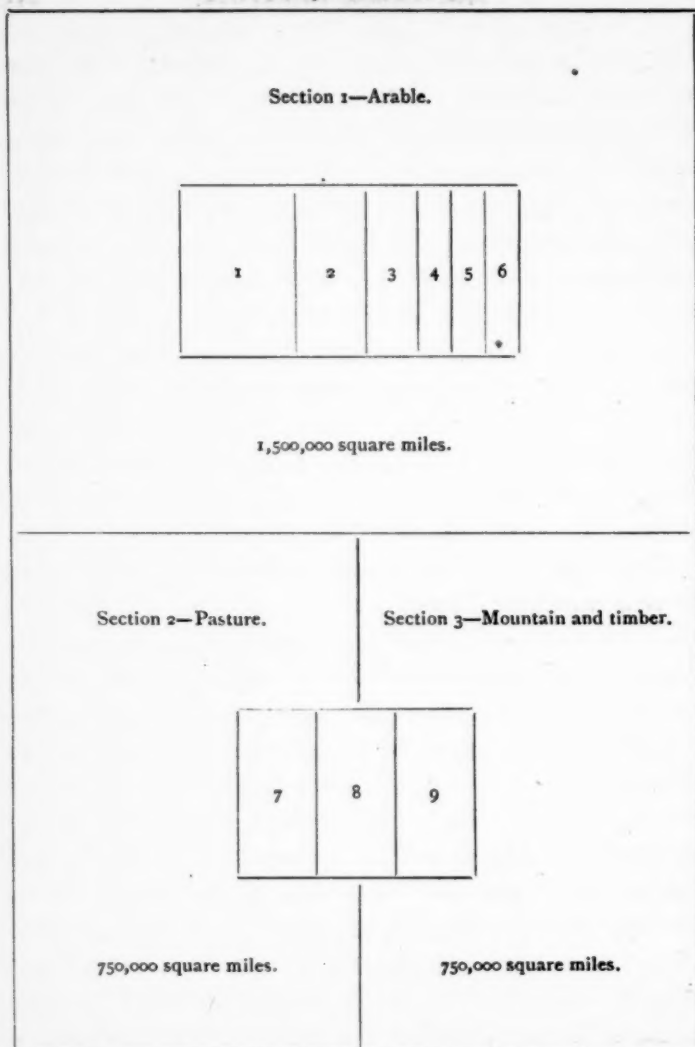 Section 1—Arable.
1 2 3 4 5 6
1,500,000 square miles.
Section 2—Pasture. Section 3—Mountain and timber.
7 8 9
750,000 square miles. 750,000 square miles.